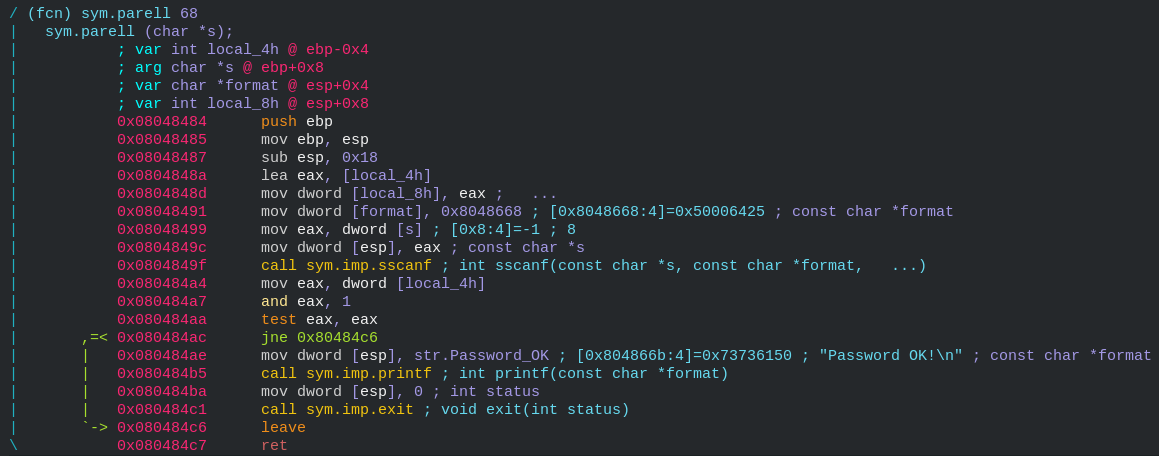 / (fcn) sym.parell 68
|   sym.parell (char *s);
|           ; var int local_4h @ ebp-0x4
|           ; arg char *s @ ebp+0x8
|           ; var char *format @ esp+0x4
|           ; var int local_8h @ esp+0x8
|           0x08048484      push ebp
|           0x08048485      mov ebp, esp
|           0x08048487      sub esp, 0x18
|           0x0804848a      lea eax, [local_4h]
|           0x0804848d      mov dword [local_8h], eax ;   ...
|           0x08048491      mov dword [format], 0x8048668 ; [0x8048668:4]=0x50006425 ; const char *format
|           0x08048499      mov eax, dword [s] ; [0x8:4]=-1 ; 8
|           0x0804849c      mov dword [esp], eax ; const char *s
|           0x0804849f      call sym.imp.sscanf ; int sscanf(const char *s, const char *format,   ...)
|           0x080484a4      mov eax, dword [local_4h]
|           0x080484a7      and eax, 1
|           0x080484aa      test eax, eax
|       ,=< 0x080484ac      jne 0x80484c6
|       |   0x080484ae      mov dword [esp], str.Password_OK ; [0x804866b:4]=0x73736150 ; "Password OK!\n" ; const char *format
|       |   0x080484b5      call sym.imp.printf ; int printf(const char *format)
|       |   0x080484ba      mov dword [esp], 0 ; int status
|       |   0x080484c1      call sym.imp.exit ; void exit(int status)
|       `-> 0x080484c6      leave
\           0x080484c7      ret